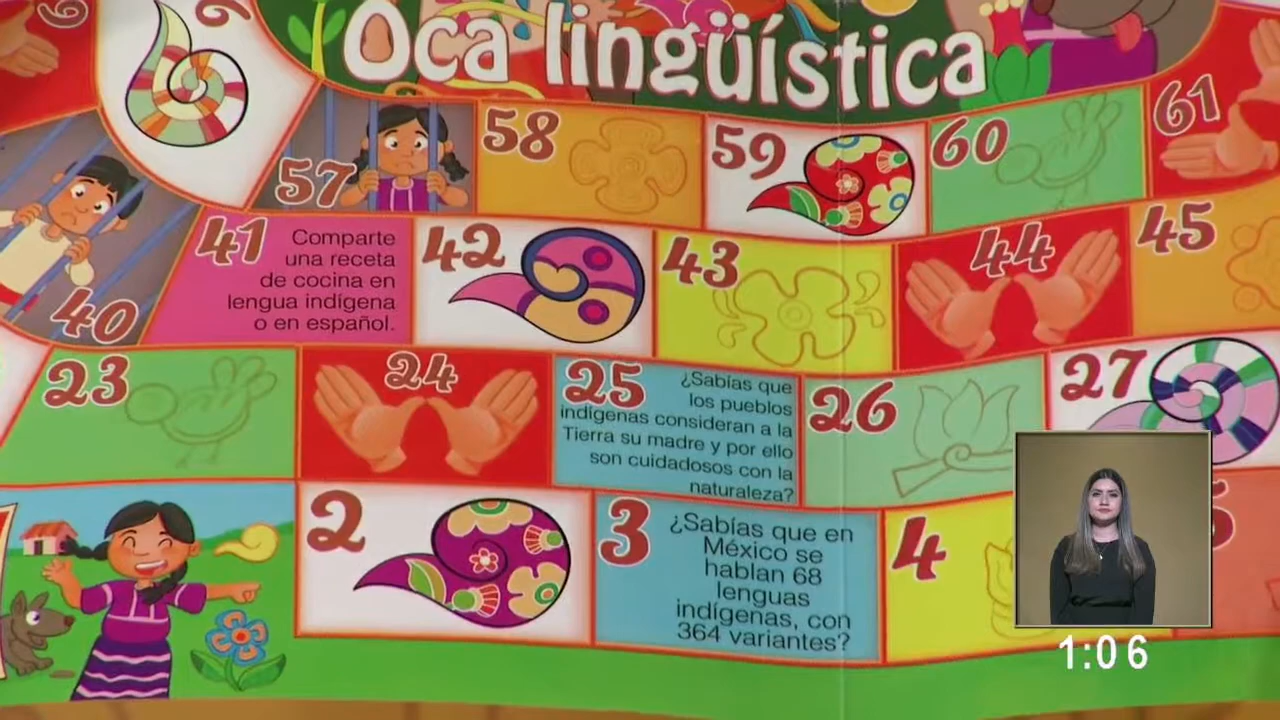 Oca lingüística
57
58
59
60
61
40
41
Comparte
una receta
de cocina en
lengua indígena
o en español.
42
43
44
45
23
24
25
¿Sabías que
los pueblos
indígenas consideran a la
Tierra su madre y por ello
son cuidadosos con la
naturaleza?
26
27
2
3
¿Sabías que en
México se
hablan 68
lenguas
indígenas, con
364 variantes?
4
5
1:06